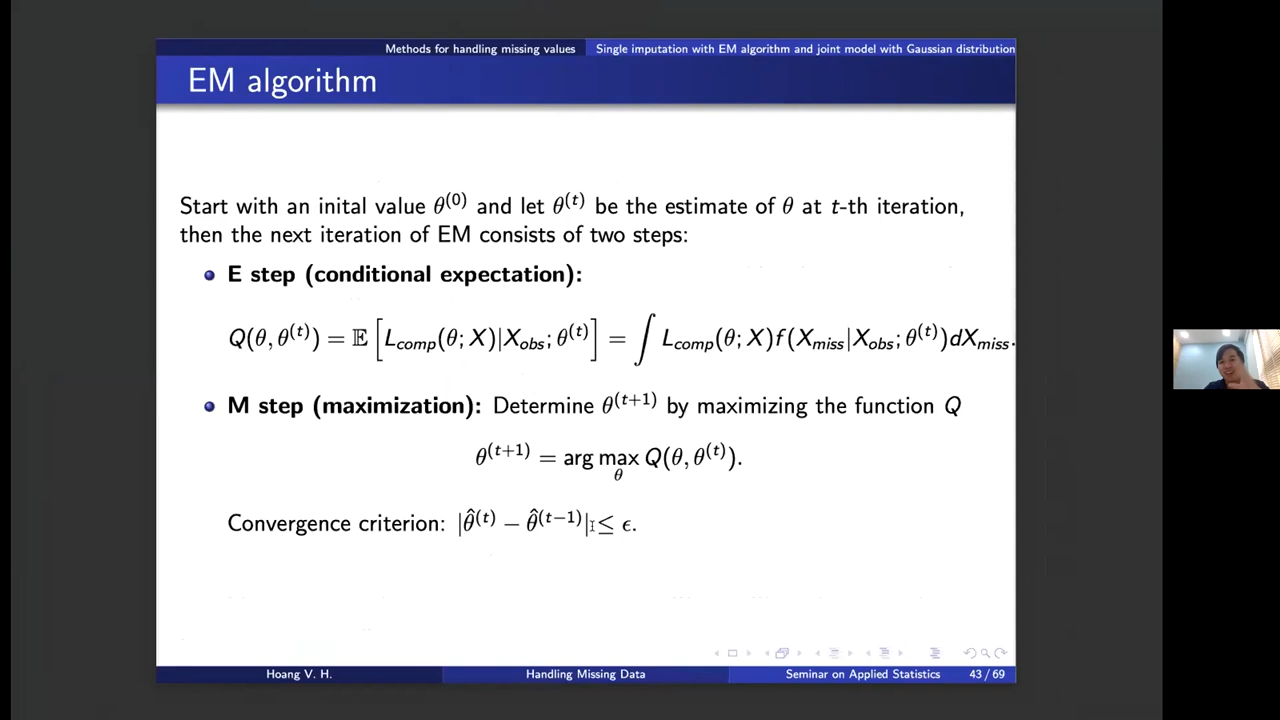 Methods for handling missing values Single imputation with EM algorithm and joint model with Gaussian distribution
EM algorithm
Start with an inital value θ^(0) and let θ^(t) be the estimate of θ at t-th iteration,
then the next iteration of EM consists of two steps:
E step (conditional expectation):
Q(θ, θ^(t)) = 𝔼 [L_comp(θ; X)|X_obs; θ^(t)] = ∫ L_comp(θ; X)f(X_miss|X_obs; θ^(t))dX_miss.
M step (maximization): Determine θ^(t+1) by maximizing the function Q
θ^(t+1) = arg max_θ Q(θ, θ^(t)).
Convergence criterion: |θ̂^(t) − θ̂^(t−1)| ≤ ϵ.
Hoang V. H. Handling Missing Data Seminar on Applied Statistics 43 / 69